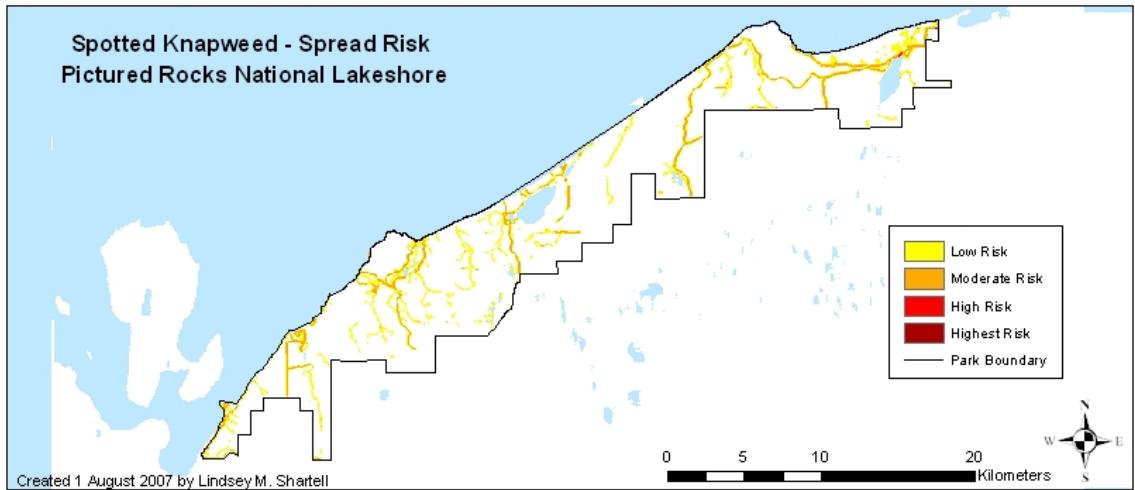 Spotted Knapweed - Spread Risk
Pictured Rocks National Lakeshore
Low Risk
Moderate Risk
High Risk
Highest Risk
Park Boundary
N
W E
S
0 5 10 20
Kilometers
Created 1 August 2007 by Lindsey M. Shartell